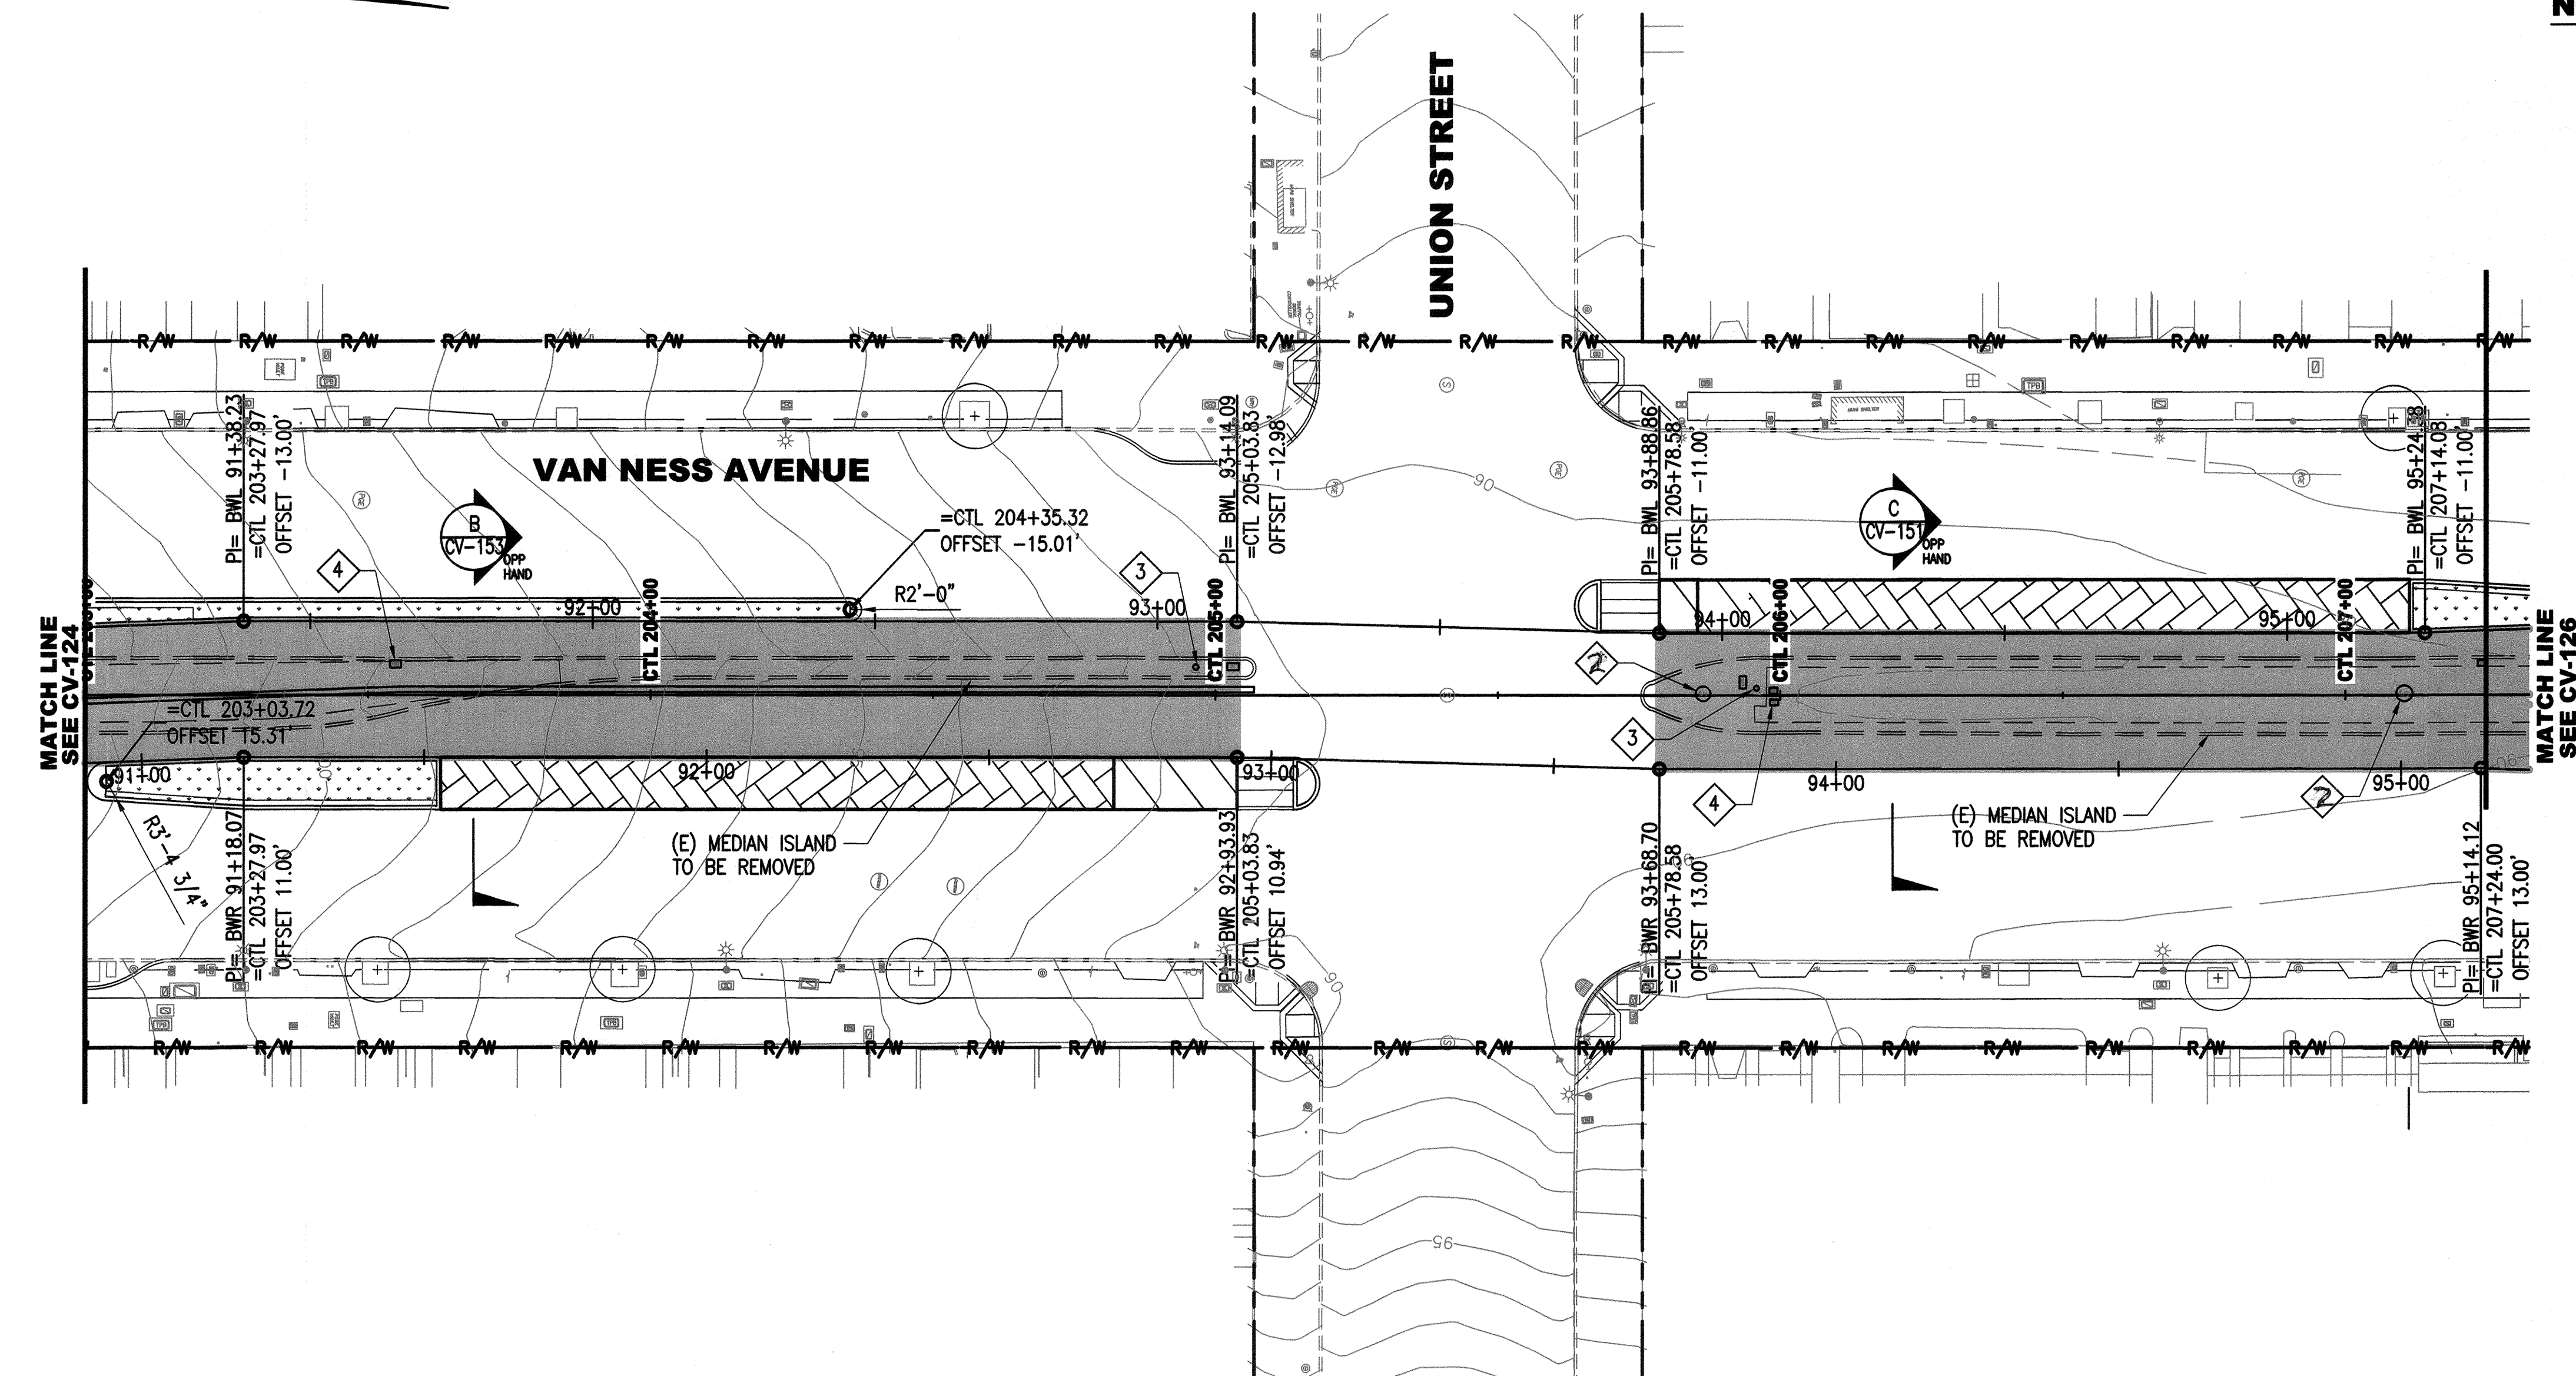 UNION STREET
R/W R/W R/W R/W R/W R/W R/W R/W R/W R/W R/W R/W R/W R/W R/W R/W R/W R/W R/W R/W R/W R/W R/W R/W
MUNI SHELTER
TPB
TPB
MUNI SHELTER
PI= BWL 91+38.23
=CTL 203+27.97
OFFSET -13.00'
VAN NESS AVENUE
PI= BWL 93+14.09
=CTL 205+03.83
OFFSET -12.98'
PI= BWL 93+88.86
=CTL 205+78.58
OFFSET -11.00'
PI= BWL 95+24.28
=CTL 207+14.08
OFFSET -11.00'
90
B
CV-153
OPP
HAND
C
CV-151
OPP
HAND
=CTL 204+35.32
OFFSET -15.01'
R2'-0"
4
3
MATCH LINE
SEE CV-124
92+00
CTL 204+00
93+00
CTL 205+00
94+00
CTL 206+00
95+00
CTL 207+00
MATCH LINE
SEE CV-126
2
3
4
2
=CTL 203+03.72
OFFSET 15.31'
91+00
92+00
93+00
94+00
95+00
R3'-4 3/4"
(E) MEDIAN ISLAND
TO BE REMOVED
(E) MEDIAN ISLAND
TO BE REMOVED
PI= BWR 91+18.07
=CTL 203+27.97
OFFSET 11.00'
PI= BWR 92+93.93
=CTL 205+03.83
OFFSET 10.94'
PI= BWR 93+68.70
=CTL 205+78.58
OFFSET 13.00'
PI= BWR 95+14.12
=CTL 207+24.00
OFFSET 13.00'
90
TPB
TPB
R/W R/W R/W R/W R/W R/W R/W R/W R/W R/W R/W R/W R/W R/W R/W R/W R/W R/W R/W R/W R/W R/W R/W R/W
95